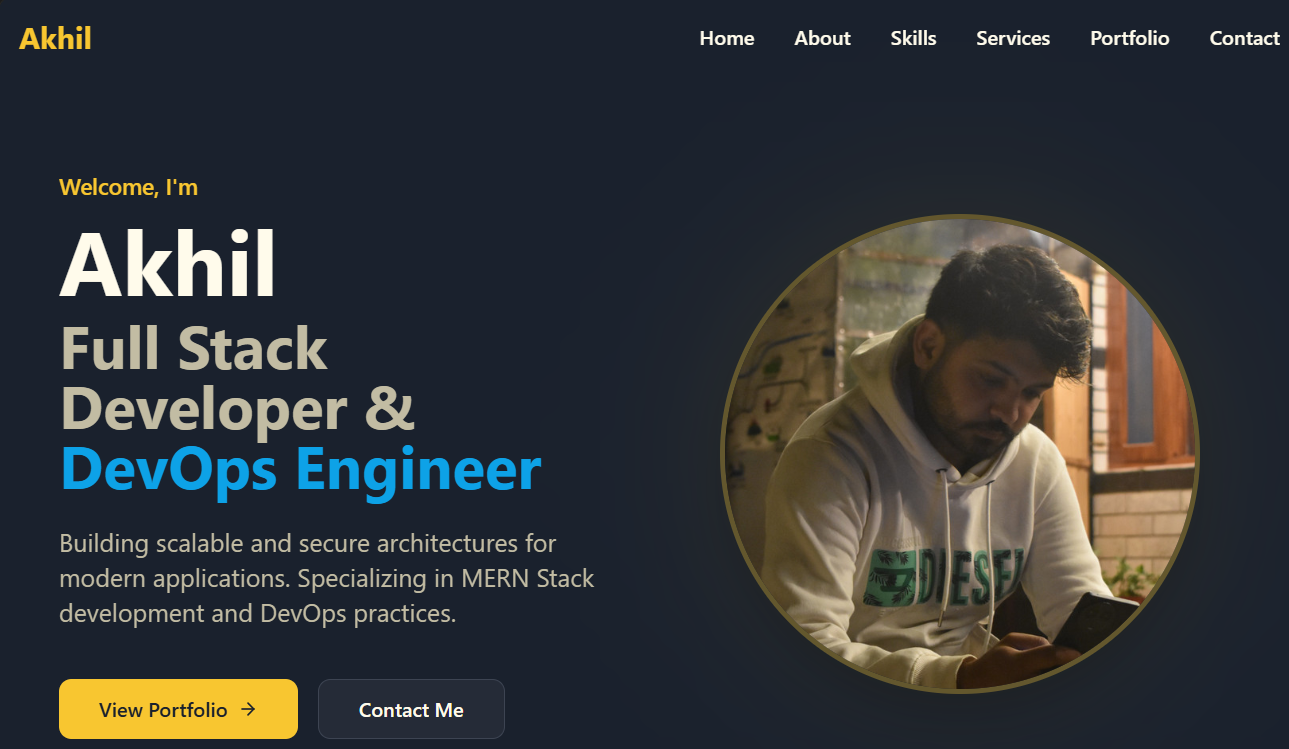 Akhil
Home About Skills Services Portfolio Contact
Welcome, I'm
Akhil
Full Stack
Developer &
DevOps Engineer
Building scalable and secure architectures for
modern applications. Specializing in MERN Stack
development and DevOps practices.
View Portfolio →
Contact Me
DIESEL